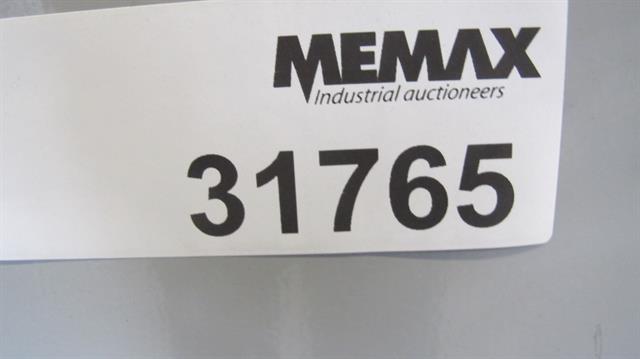 MEMAX
Industrial auctioneers
31765